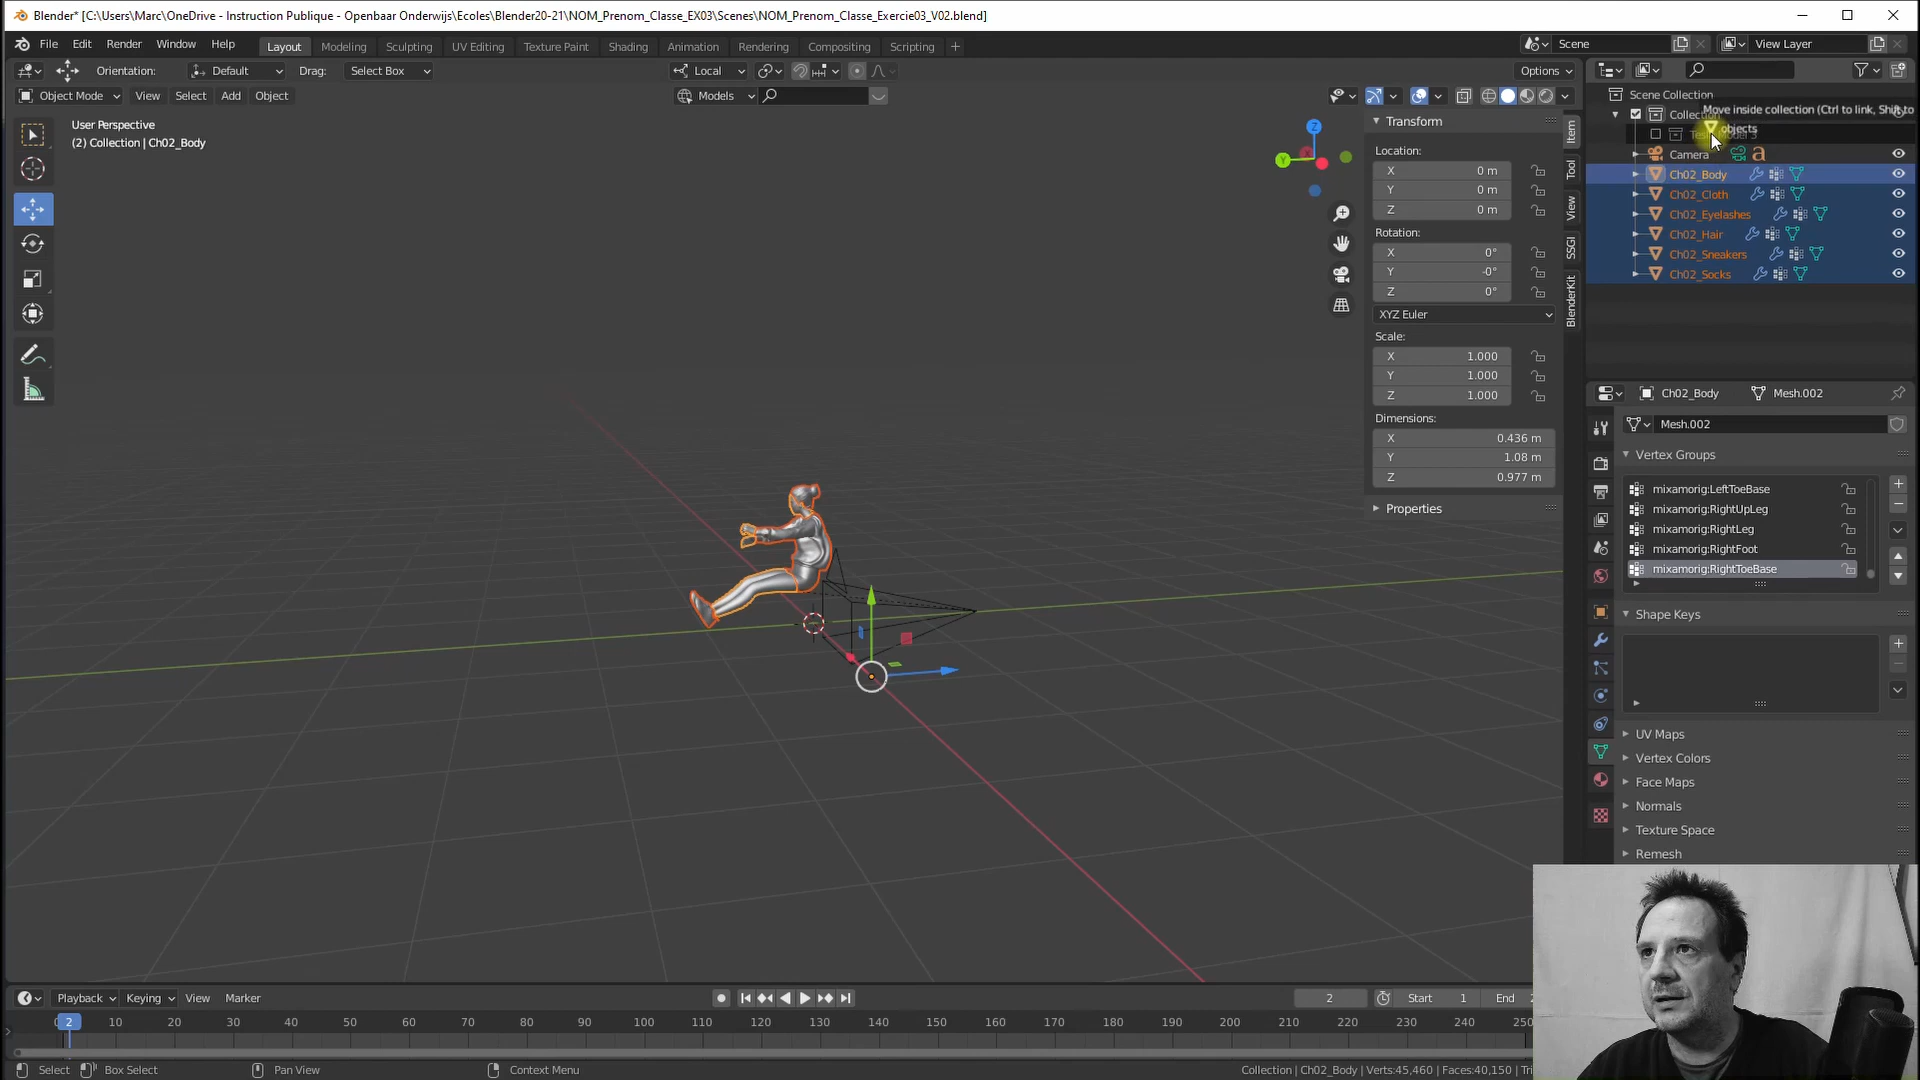 Blender* [C:\Users\Marc\OneDrive - Instruction Publique - Openbaar Onderwijs\Ecoles\Blender20-21\NOM_Prenom_Classe_EX03\Scenes\NOM_Prenom_Classe_Exercie03_V02.blend]
File Edit Render Window Help Layout Modeling Sculpting UV Editing Texture Paint Shading Animation Rendering Compositing Scripting Scene View Layer
Orientation: Default Drag: Select Box Local Options
Object Mode View Select Add Object Models
User Perspective
(2) Collection | Ch02_Body
Scene Collection
Move inside collection (Ctrl to link, Shift to
objects
Camera
Ch02_Body
Ch02_Cloth
Ch02_Eyelashes
Ch02_Hair
Ch02_Sneakers
Ch02_Socks
Z
Y
Transform
Location:
X 0 m
Y 0 m
Z 0 m
Rotation:
X 0°
Y -0°
Z 0°
XYZ Euler
Scale:
X 1.000
Y 1.000
Z 1.000
Dimensions:
X 0.436 m
Y 1.08 m
Z 0.977 m
Properties
Item
Tool
View
SSGI
BlenderKit
Ch02_Body Mesh.002
Mesh.002
Vertex Groups
mixamorig:LeftToeBase
mixamorig:RightUpLeg
mixamorig:RightLeg
mixamorig:RightFoot
mixamorig:RightToeBase
Shape Keys
UV Maps
Vertex Colors
Face Maps
Normals
Texture Space
Remesh
Playback Keying View Marker 2 Start 1 End
2 10 20 30 40 50 60 70 80 90 100 110 120 130 140 150 160 170 180 190 200 210 220 230 240
Select Box Select Pan View Context Menu Collection | Ch02_Body | Verts:45,460 | Faces:40,150 |